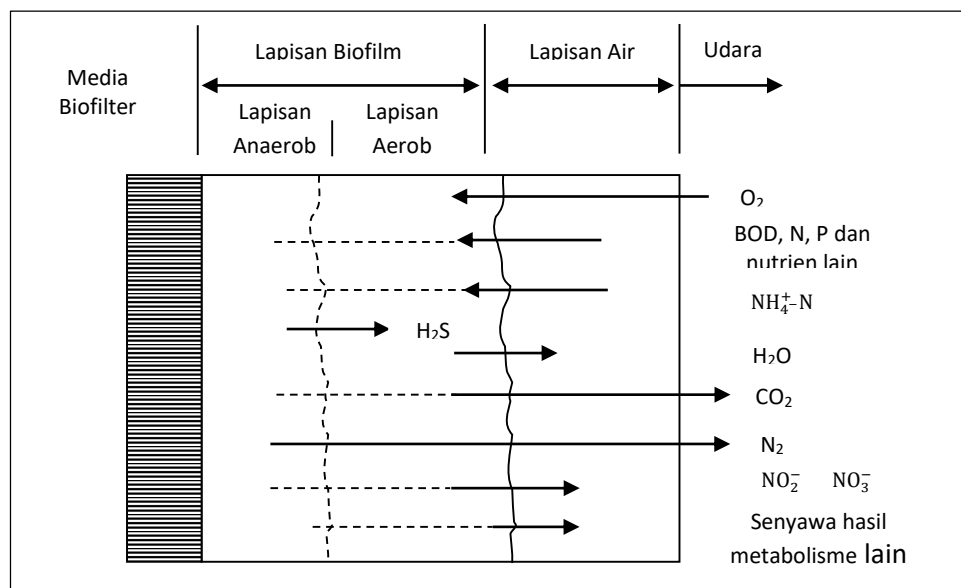 Media
Biofilter
Lapisan Biofilm
Lapisan Air
Udara
Lapisan
Anaerob
Lapisan
Aerob
O₂
BOD, N, P dan
nutrien lain
NH₄⁺–N
H₂S
H₂O
CO₂
N₂
NO₂⁻ NO₃⁻
Senyawa hasil
metabolisme lain